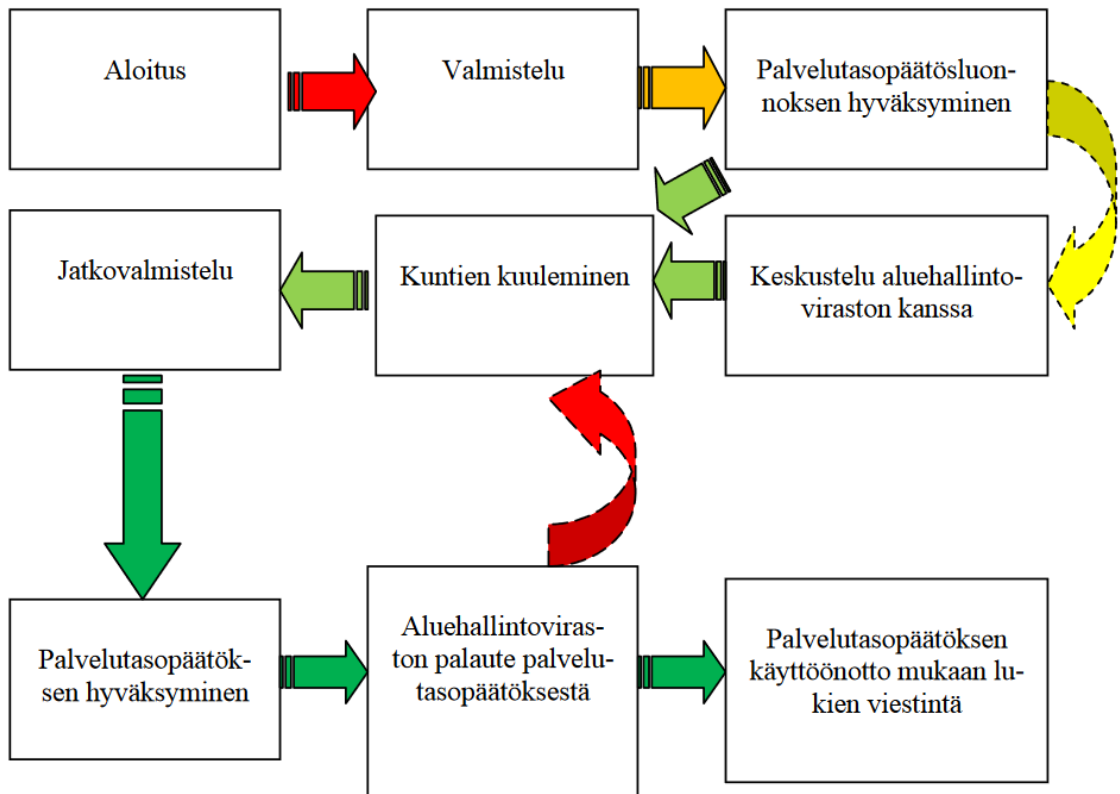 Aloitus
Valmistelu
Palvelutasopäätösluon-
noksen hyväksyminen
Jatkovalmistelu
Kuntien kuuleminen
Keskustelu aluehallinto-
viraston kanssa
Palvelutasopäätök-
sen hyväksyminen
Aluehallintoviras-
ton palaute palvelu-
tasopäätöksestä
Palvelutasopäätöksen
käyttöönotto mukaan lu-
kien viestintä